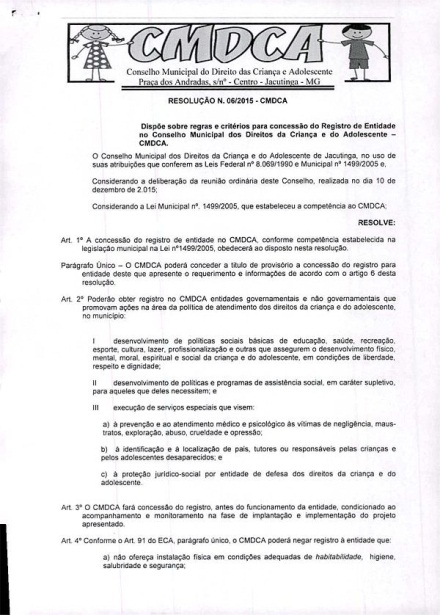 CMDCA
Conselho Municipal do Direito das Criança e Adolescente
Praça dos Andradas, s/nº - Centro - Jacutinga - MG
RESOLUÇÃO N. 06/2015 - CMDCA
Dispõe sobre regras e critérios para concessão do Registro de Entidade
no Conselho Municipal dos Direitos da Criança e do Adolescente –
CMDCA.
O Conselho Municipal dos Direitos da Criança e do Adolescente de Jacutinga, no uso de
suas atribuições que conferem as Leis Federal nº 8.069/1990 e Municipal nº 1499/2005 e,
Considerando a deliberação da reunião ordinária deste Conselho, realizada no dia 10 de
dezembro de 2.015;
Considerando a Lei Municipal nº. 1499/2005, que estabeleceu a competência ao CMDCA;
RESOLVE:
Art. 1º A concessão do registro de entidade no CMDCA, conforme competência estabelecida na
legislação municipal na Lei nº1499/2005, obedecerá ao disposto nesta resolução.
Parágrafo Único – O CMDCA poderá conceder a título de provisório a concessão do registro para
entidade deste que apresente o requerimento e informações de acordo com o artigo 6 desta
resolução.
Art. 2º Poderão obter registro no CMDCA entidades governamentais e não governamentais que
promovam ações na área da política de atendimento dos direitos da criança e do adolescente,
no município:
I desenvolvimento de políticas sociais básicas de educação, saúde, recreação,
esporte, cultura, lazer, profissionalização e outras que assegurem o desenvolvimento físico,
mental, moral, espiritual e social da criança e do adolescente, em condições de liberdade,
respeito e dignidade;
II desenvolvimento de políticas e programas de assistência social, em caráter supletivo,
para aqueles que deles necessitem; e
III execução de serviços especiais que visem:
a) à prevenção e ao atendimento médico e psicológico às vítimas de negligência, maus-
tratos, exploração, abuso, crueldade e opressão;
b) à identificação e à localização de pais, tutores ou responsáveis pelas crianças e
pelos adolescentes desaparecidos; e
c) à proteção jurídico-social por entidade de defesa dos direitos da criança e do
adolescente.
Art. 3º O CMDCA fará concessão do registro, antes do funcionamento da entidade, condicionado ao
acompanhamento e monitoramento na fase de implantação e implementação do projeto
apresentado.
Art. 4º Conforme o Art. 91 do ECA, parágrafo único, o CMDCA poderá negar registro à entidade que:
a) não ofereça instalação física em condições adequadas de habitabilidade, higiene,
salubridade e segurança;